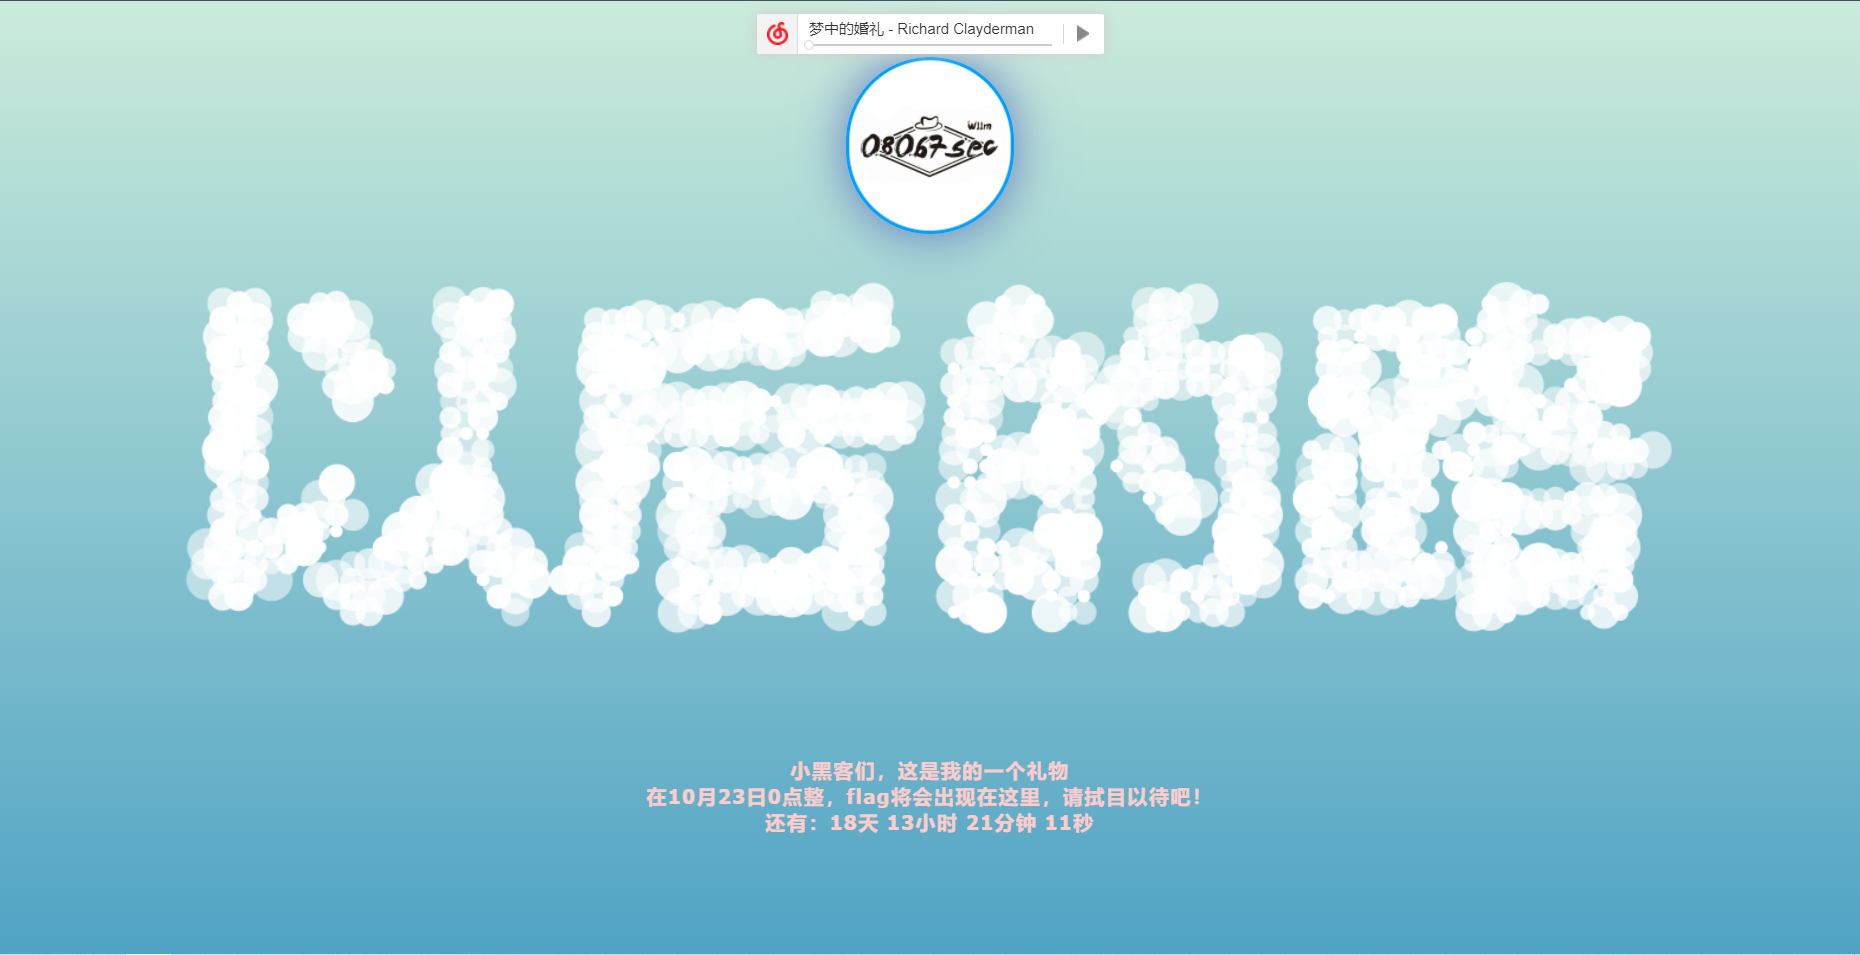 梦中的婚礼 - Richard Clayderman
W11m
08067sec
以后的路
小黑客们，这是我的一个礼物
在10月23日0点整，flag将会出现在这里，请拭目以待吧！
还有：18天 13小时 21分钟 11秒